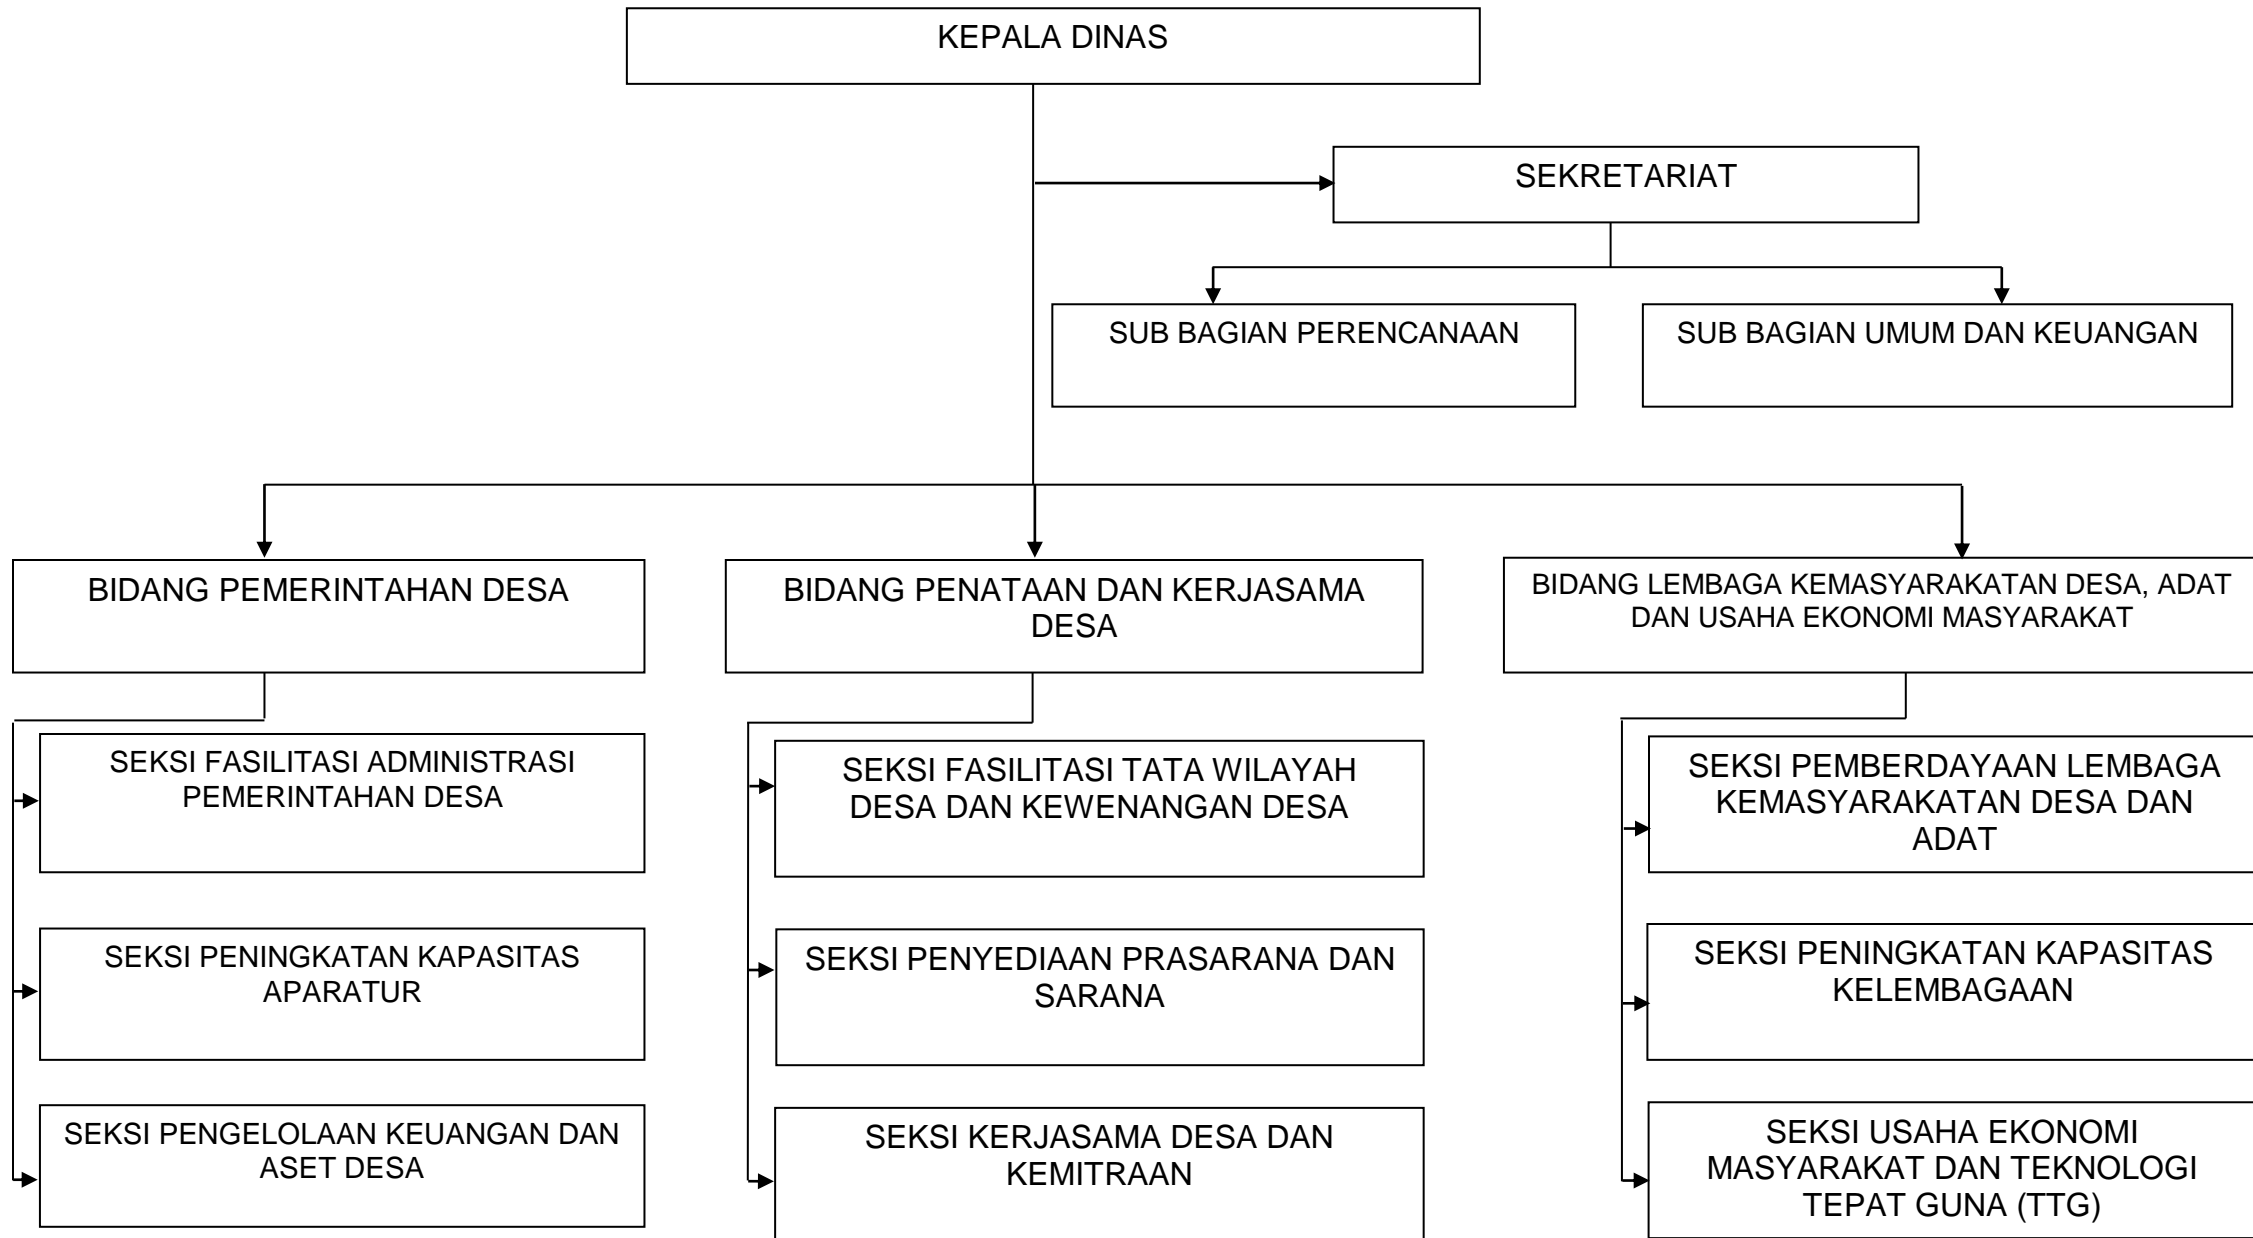 KEPALA DINAS
SEKRETARIAT
SUB BAGIAN PERENCANAAN
SUB BAGIAN UMUM DAN KEUANGAN
BIDANG PEMERINTAHAN DESA
BIDANG PENATAAN DAN KERJASAMA
DESA
BIDANG LEMBAGA KEMASYARAKATAN DESA, ADAT
DAN USAHA EKONOMI MASYARAKAT
SEKSI FASILITASI ADMINISTRASI
PEMERINTAHAN DESA
SEKSI PENINGKATAN KAPASITAS
APARATUR
SEKSI PENGELOLAAN KEUANGAN DAN
ASET DESA
SEKSI FASILITASI TATA WILAYAH
DESA DAN KEWENANGAN DESA
SEKSI PENYEDIAAN PRASARANA DAN
SARANA
SEKSI KERJASAMA DESA DAN
KEMITRAAN
SEKSI PEMBERDAYAAN LEMBAGA
KEMASYARAKATAN DESA DAN
ADAT
SEKSI PENINGKATAN KAPASITAS
KELEMBAGAAN
SEKSI USAHA EKONOMI
MASYARAKAT DAN TEKNOLOGI
TEPAT GUNA (TTG)